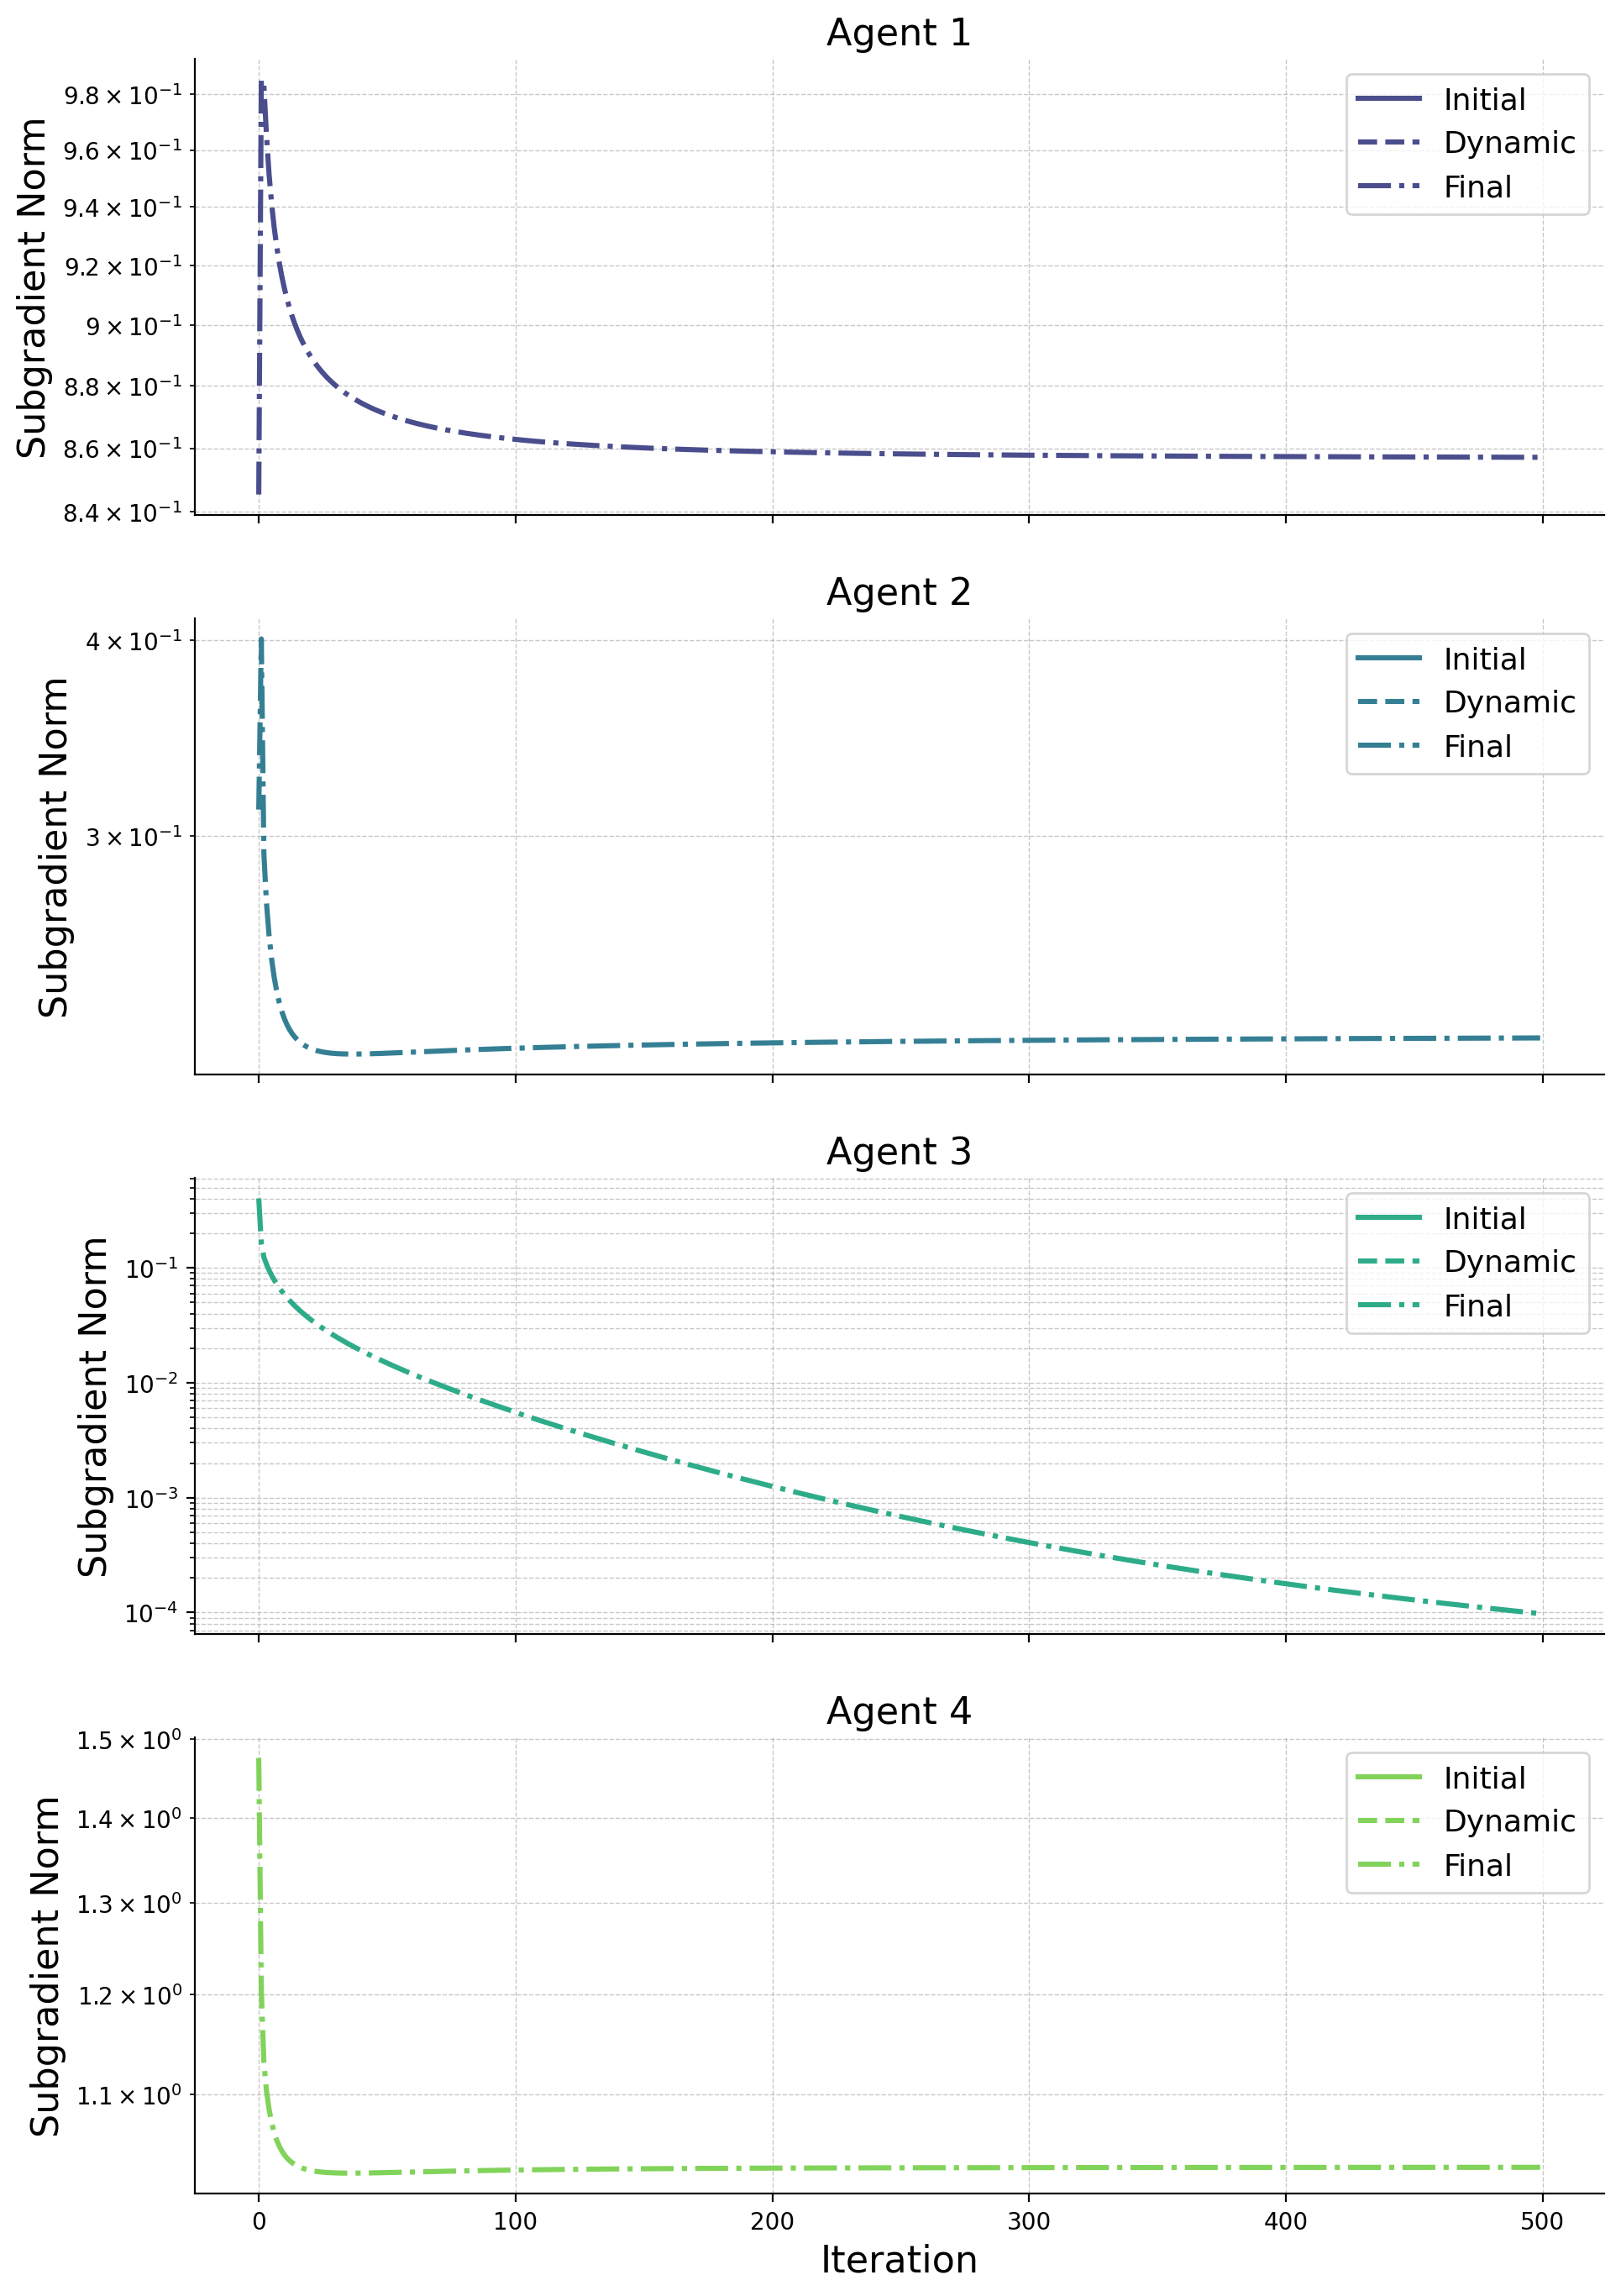 Agent 1
Subgradient Norm
9.8 × 10⁻¹
9.6 × 10⁻¹
9.4 × 10⁻¹
9.2 × 10⁻¹
9 × 10⁻¹
8.8 × 10⁻¹
8.6 × 10⁻¹
8.4 × 10⁻¹
Initial
Dynamic
Final
Agent 2
Subgradient Norm
4 × 10⁻¹
3 × 10⁻¹
Initial
Dynamic
Final
Agent 3
Subgradient Norm
10⁻¹
10⁻²
10⁻³
10⁻⁴
Initial
Dynamic
Final
Agent 4
Subgradient Norm
1.5 × 10⁰
1.4 × 10⁰
1.3 × 10⁰
1.2 × 10⁰
1.1 × 10⁰
Initial
Dynamic
Final
0 100 200 300 400 500
Iteration